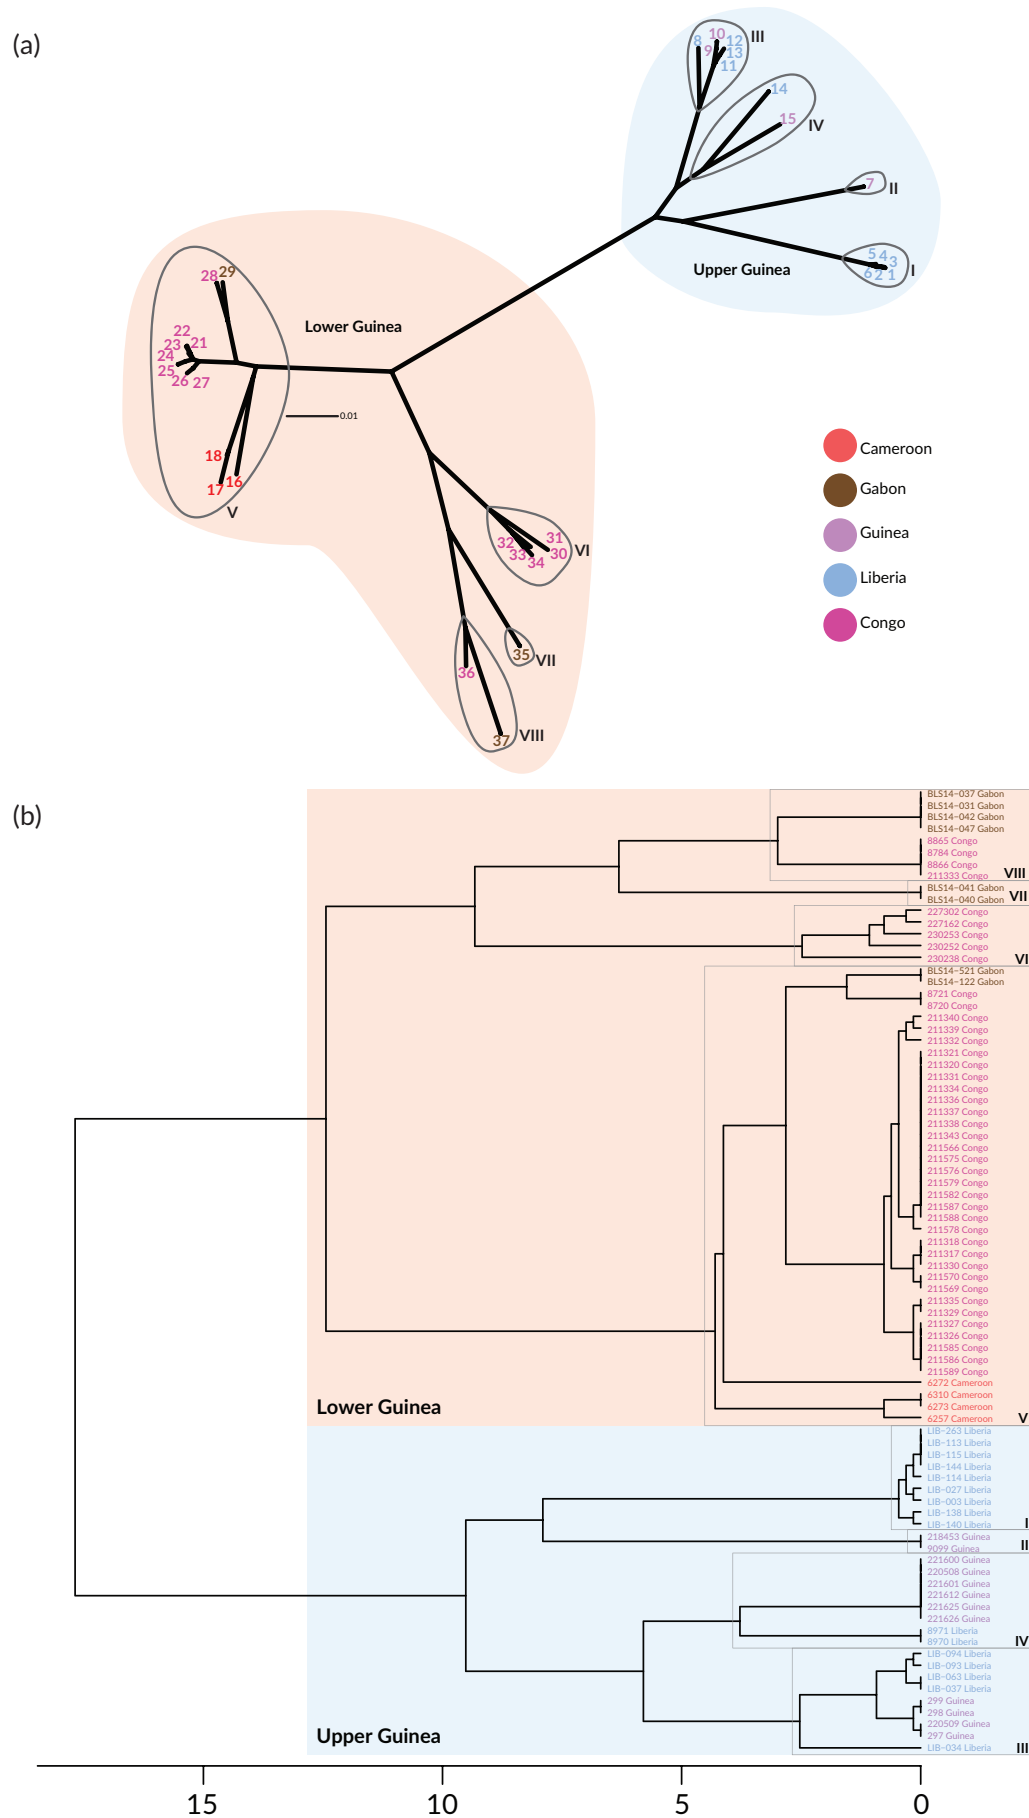 (a)
III
8
10
9
12
13
11
14
15
IV
7
II
Upper Guinea
5
4
3
6
2
1
I
28
29
22
23
21
24
25
26
27
Lower Guinea
0.01
18
17
16
V
32
31
33
30
34
VI
35
VII
36
37
VIII
Cameroon
Gabon
Guinea
Liberia
Congo
(b)
BLS14-037 Gabon
BLS14-031 Gabon
BLS14-042 Gabon
BLS14-047 Gabon
8865 Congo
8784 Congo
8866 Congo
211333 Congo
VIII
BLS14-041 Gabon
BLS14-040 Gabon
VII
227302 Congo
227162 Congo
230253 Congo
230252 Congo
230238 Congo
VI
BLS14-521 Gabon
BLS14-122 Gabon
8721 Congo
8720 Congo
211340 Congo
211339 Congo
211332 Congo
211321 Congo
211320 Congo
211331 Congo
211334 Congo
211336 Congo
211337 Congo
211338 Congo
211343 Congo
211566 Congo
211575 Congo
211576 Congo
211579 Congo
211582 Congo
211587 Congo
211588 Congo
211578 Congo
211318 Congo
211317 Congo
211330 Congo
211570 Congo
211569 Congo
211335 Congo
211329 Congo
211327 Congo
211326 Congo
211585 Congo
211586 Congo
211589 Congo
6272 Cameroon
6310 Cameroon
6273 Cameroon
6257 Cameroon
V
Lower Guinea
LIB-263 Liberia
LIB-113 Liberia
LIB-115 Liberia
LIB-144 Liberia
LIB-114 Liberia
LIB-027 Liberia
LIB-003 Liberia
LIB-138 Liberia
LIB-140 Liberia
I
218453 Guinea
9099 Guinea
II
221600 Guinea
220508 Guinea
221601 Guinea
221612 Guinea
221625 Guinea
221626 Guinea
8971 Liberia
8970 Liberia
IV
LIB-094 Liberia
LIB-093 Liberia
LIB-063 Liberia
LIB-037 Liberia
299 Guinea
298 Guinea
220509 Guinea
297 Guinea
LIB-034 Liberia
III
Upper Guinea
15
10
5
0